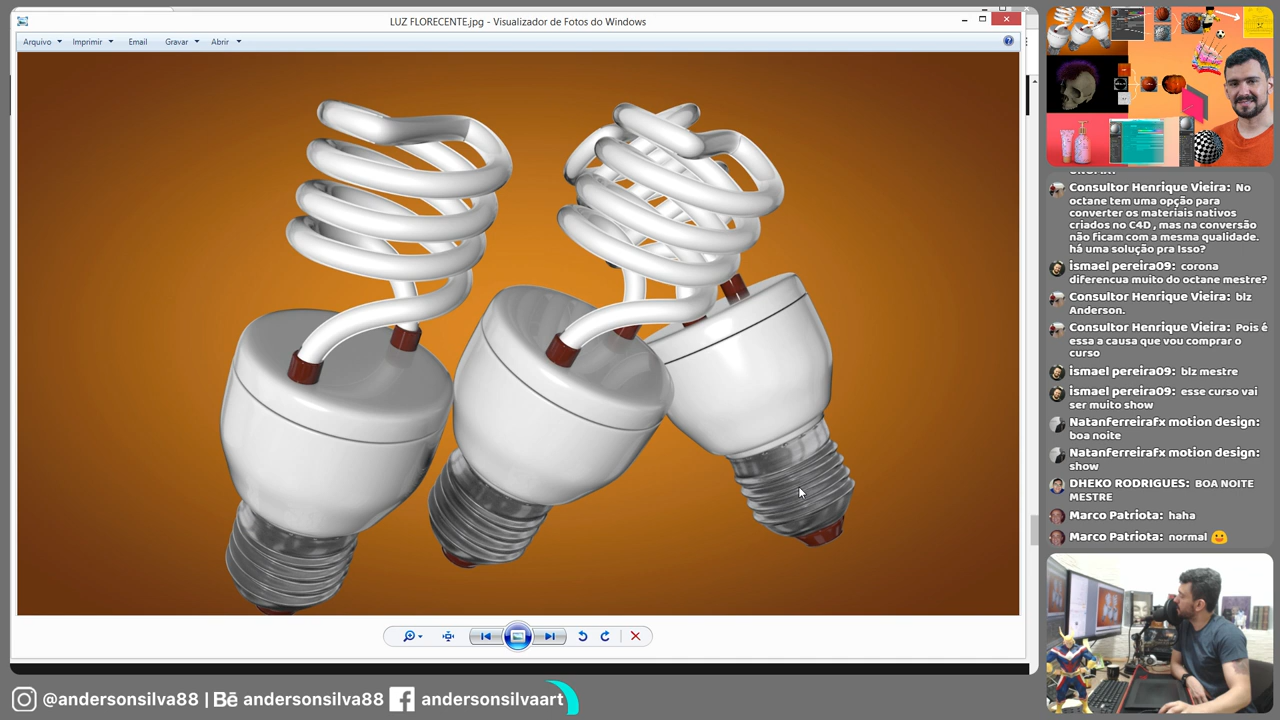 LUZ FLORECENTE.jpg - Visualizador de Fotos do Windows
Arquivo Imprimir Email Gravar Abrir
Consultor Henrique Vieira: No
octane tem uma opção para
converter os materiais nativos
criados no C4D , mas na conversão
não ficam com a mesma qualidade.
há uma solução pra Isso?
ismael pereira09: corona
diferencua muito do octane mestre?
Consultor Henrique Vieira: blz
Anderson.
Consultor Henrique Vieira: Pois é
essa a causa que vou comprar o
curso
ismael pereira09: blz mestre
ismael pereira09: esse curso vai
ser muito show
Natanferreirafx motion design:
boa noite
Natanferreirafx motion design:
show
DHEKO RODRIGUES: BOA NOITE
MESTRE
Marco Patriota: haha
Marco Patriota: normal 😛
@andersonsilva88 | Bē andersonsilva88 andersonsilvaart